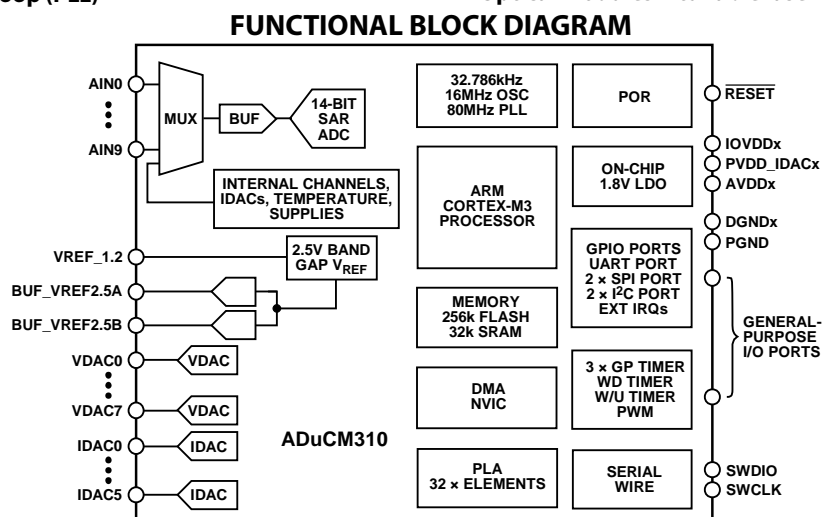 FUNCTIONAL BLOCK DIAGRAM
AIN0
AIN9
MUX
BUF
14-BIT
SAR
ADC
INTERNAL CHANNELS,
IDACs, TEMPERATURE,
SUPPLIES
VREF_1.2
2.5V BAND
GAP VREF
BUF_VREF2.5A
BUF_VREF2.5B
VDAC0
VDAC
VDAC7
VDAC
IDAC0
IDAC
IDAC5
IDAC
ADuCM310
32.786kHz
16MHz OSC
80MHz PLL
ARM
CORTEX-M3
PROCESSOR
MEMORY
256k FLASH
32k SRAM
DMA
NVIC
PLA
32 × ELEMENTS
POR
ON-CHIP
1.8V LDO
GPIO PORTS
UART PORT
2 × SPI PORT
2 × I2C PORT
EXT IRQs
3 × GP TIMER
WD TIMER
W/U TIMER
PWM
SERIAL
WIRE
RESET
IOVDDx
PVDD_IDACx
AVDDx
DGNDx
PGND
GENERAL-
PURPOSE
I/O PORTS
SWDIO
SWCLK